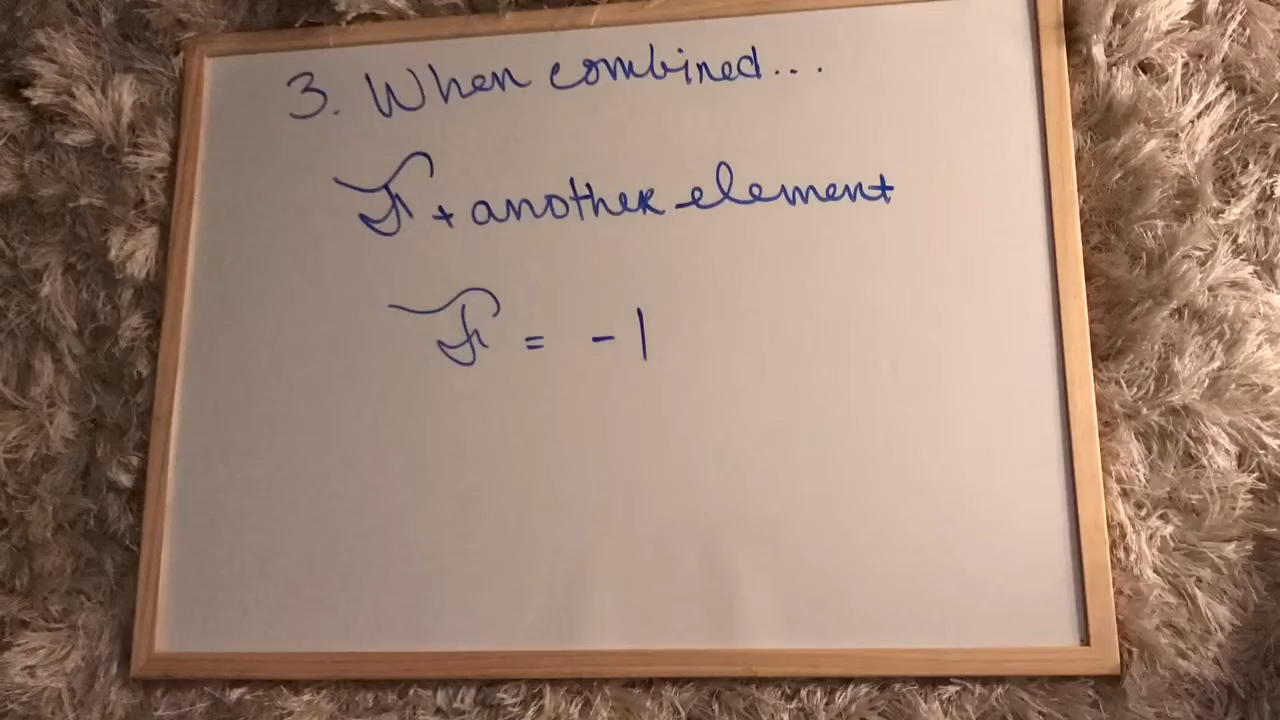 3. When combined...
F + another element
F = -1